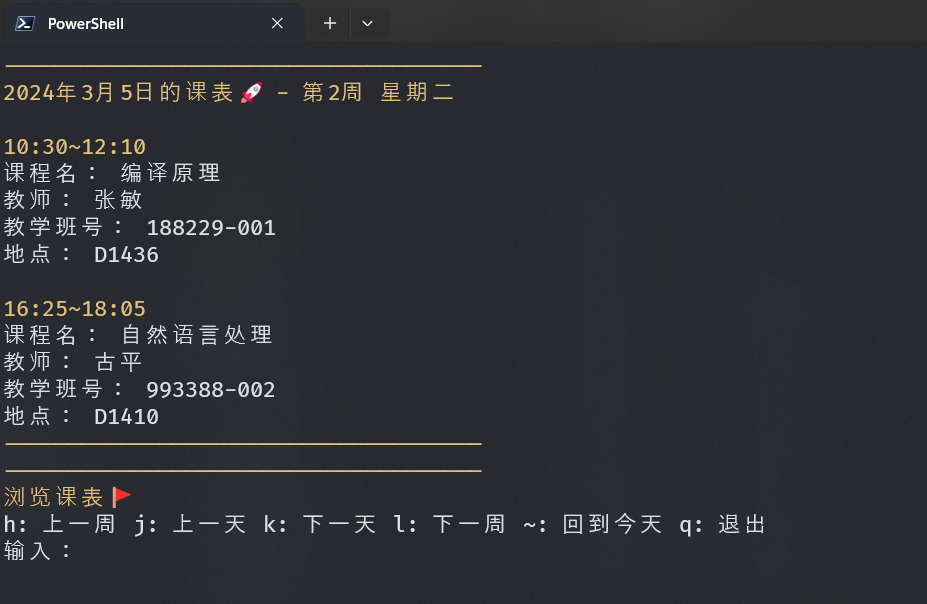 PowerShell
2024年3月5日的课表🚀 - 第2周 星期二
10:30~12:10
课程名： 编译原理
教师： 张敏
教学班号： 188229-001
地点： D1436
16:25~18:05
课程名： 自然语言处理
教师： 古平
教学班号： 993388-002
地点： D1410
浏览课表🚩
h: 上一周 j: 上一天 k: 下一天 l: 下一周 ~: 回到今天 q: 退出
输入：